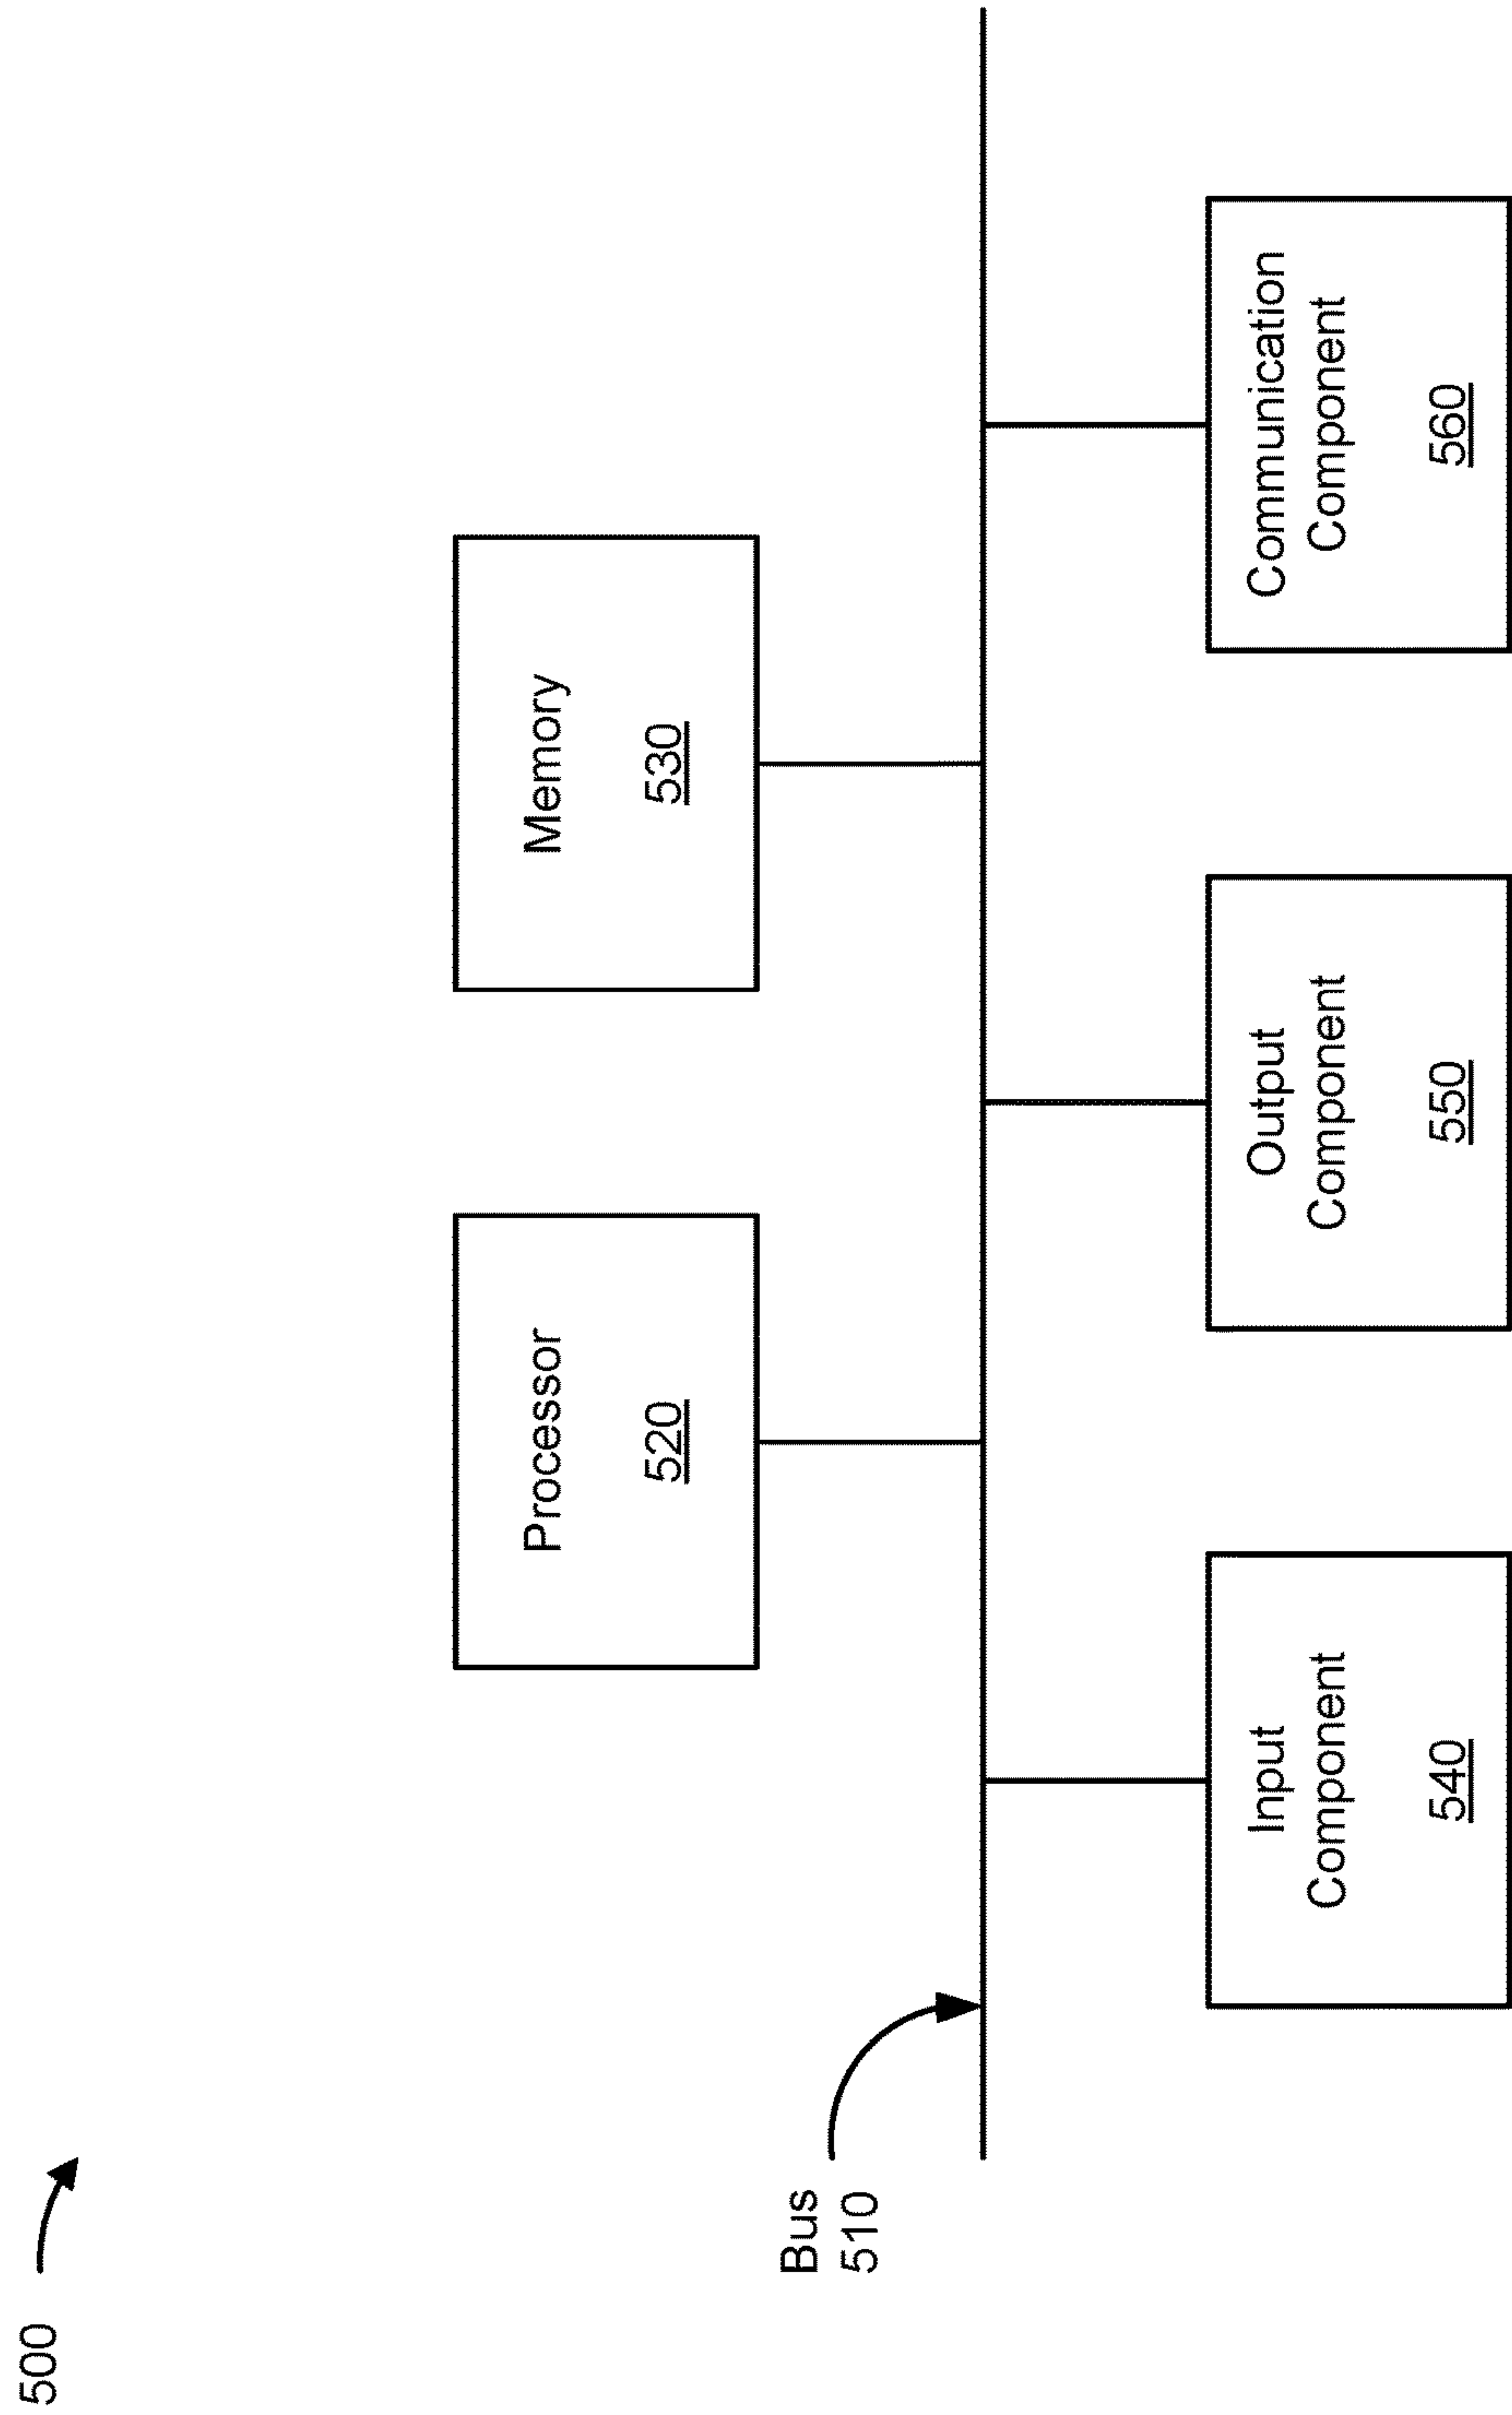 500
Bus
510
Processor
520
Memory
530
Input
Component
540
Output
Component
550
Communication
Component
560